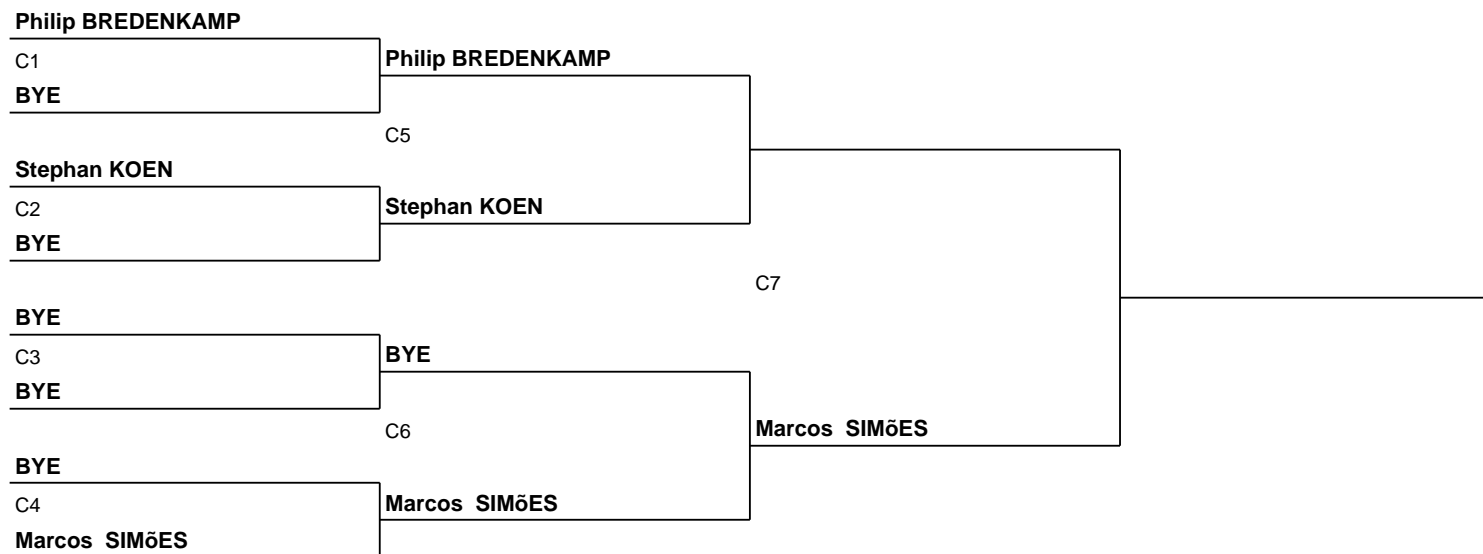 Philip BREDENKAMP
C1
BYE
Philip BREDENKAMP
C5
Stephan KOEN
C2
BYE
Stephan KOEN
C7
BYE
C3
BYE
BYE
C6
Marcos  SIMõES
BYE
C4
Marcos  SIMõES
Marcos  SIMõES